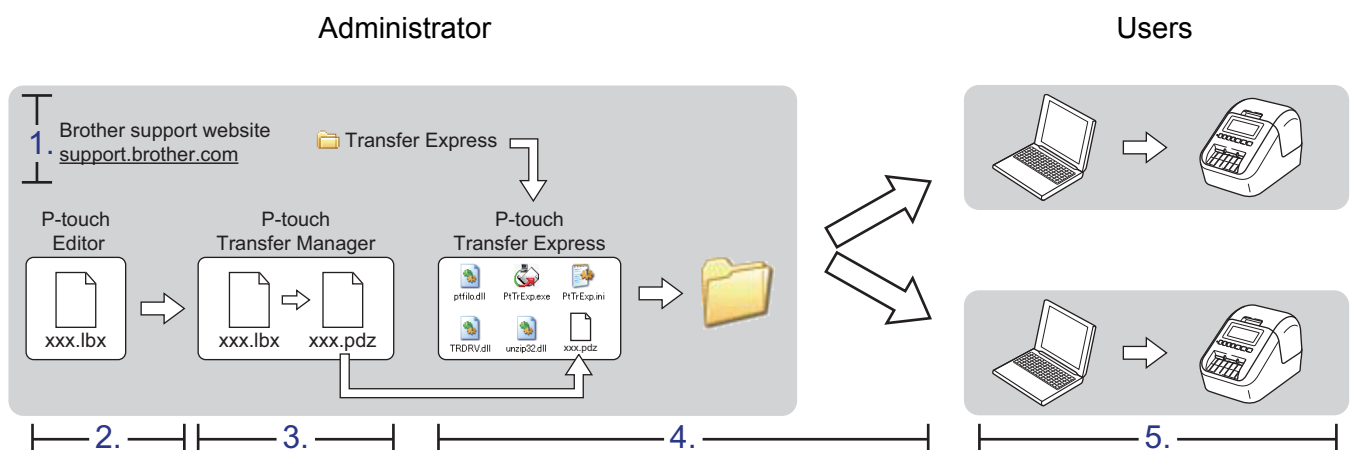 Administrator
Users
1.
Brother support website
support.brother.com
Transfer Express
P-touch
Editor
xxx.lbx
P-touch
Transfer Manager
xxx.lbx
xxx.pdz
P-touch
Transfer Express
ptfilo.dll
PtTrExp.exe
PtTrExp.ini
TRDRV.dll
unzip32.dll
xxx.pdz
2.
3.
4.
5.